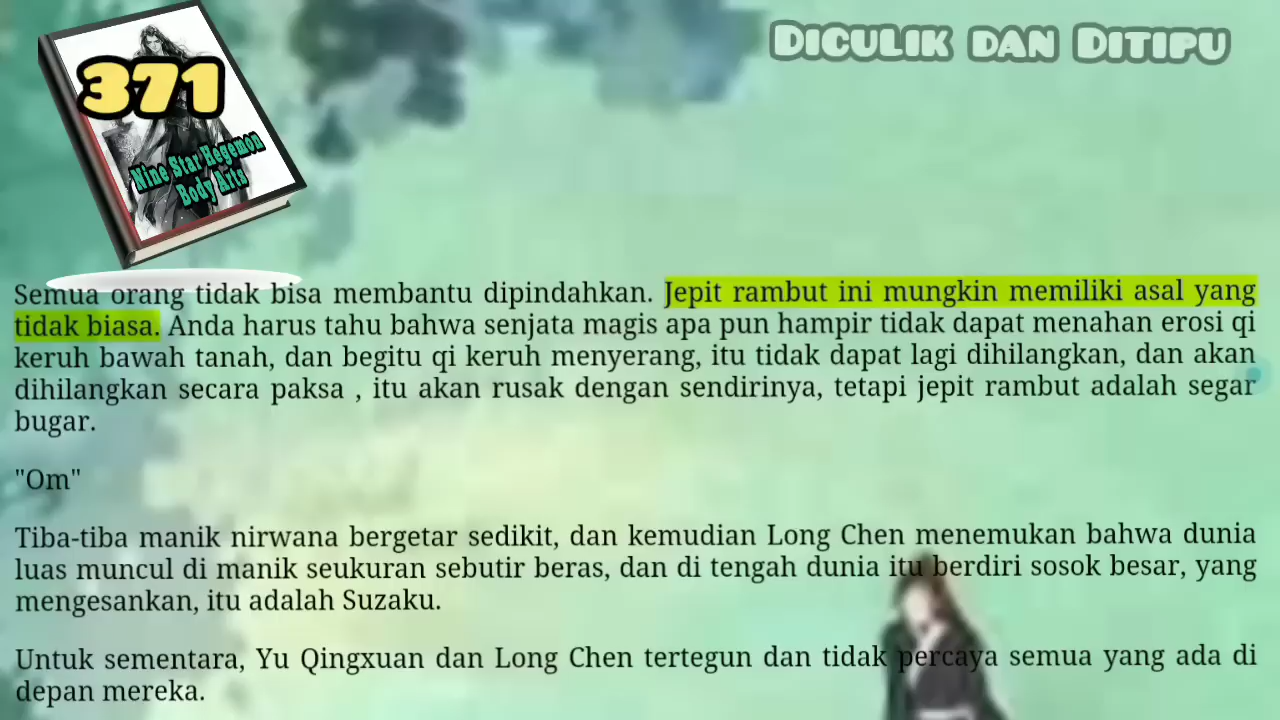 371
Nine Star Hegemon
Body Arts
Diculik dan Ditipu
Semua orang tidak bisa membantu dipindahkan. Jepit rambut ini mungkin memiliki asal yang
tidak biasa. Anda harus tahu bahwa senjata magis apa pun hampir tidak dapat menahan erosi qi
keruh bawah tanah, dan begitu qi keruh menyerang, itu tidak dapat lagi dihilangkan, dan akan
dihilangkan secara paksa , itu akan rusak dengan sendirinya, tetapi jepit rambut adalah segar
bugar.
"Om"
Tiba-tiba manik nirwana bergetar sedikit, dan kemudian Long Chen menemukan bahwa dunia
luas muncul di manik seukuran sebutir beras, dan di tengah dunia itu berdiri sosok besar, yang
mengesankan, itu adalah Suzaku.
Untuk sementara, Yu Qingxuan dan Long Chen tertegun dan tidak percaya semua yang ada di
depan mereka.